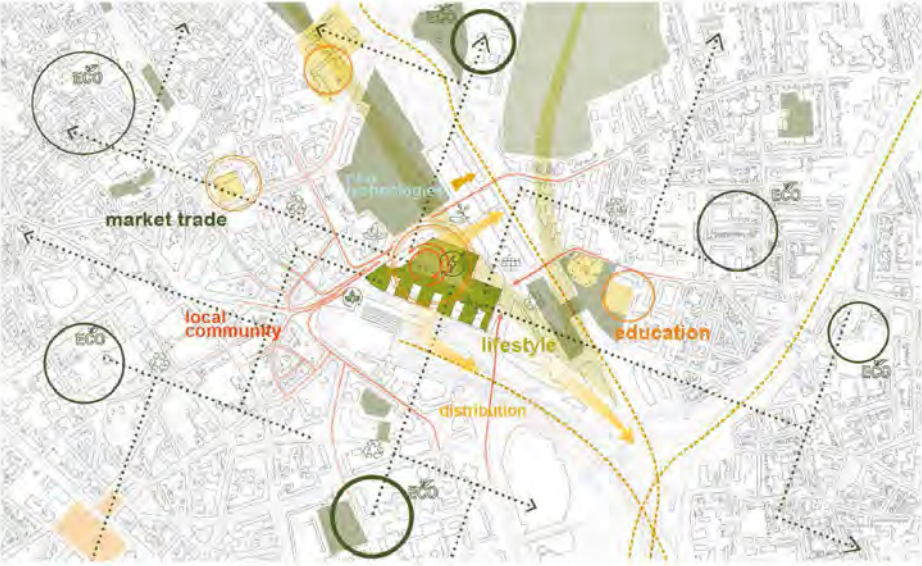 ECO
ECO
technologies
ECO
market trade
local
community
ECO
lifestyle
education
ECO
distribution
ECO